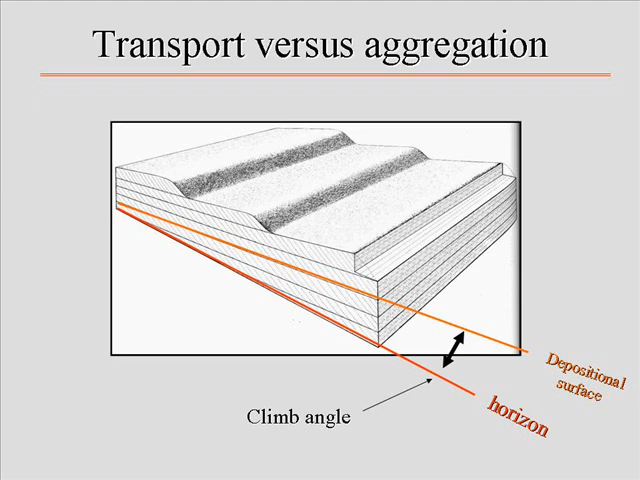 Transport versus aggregation
Depositional
surface
horizon
Climb angle